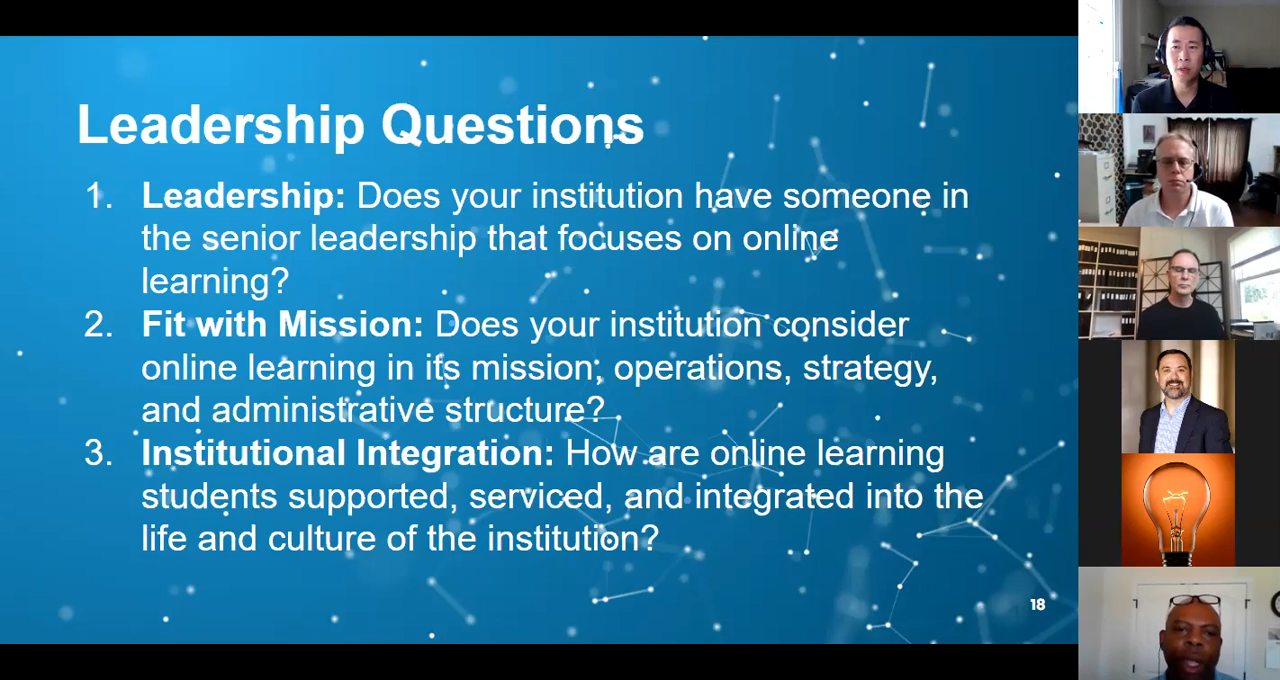 Leadership Questions
1. Leadership: Does your institution have someone in
the senior leadership that focuses on online
learning?
2. Fit with Mission: Does your institution consider
online learning in its mission, operations, strategy,
and administrative structure?
3. Institutional Integration: How are online learning
students supported, serviced, and integrated into the
life and culture of the institution?
18